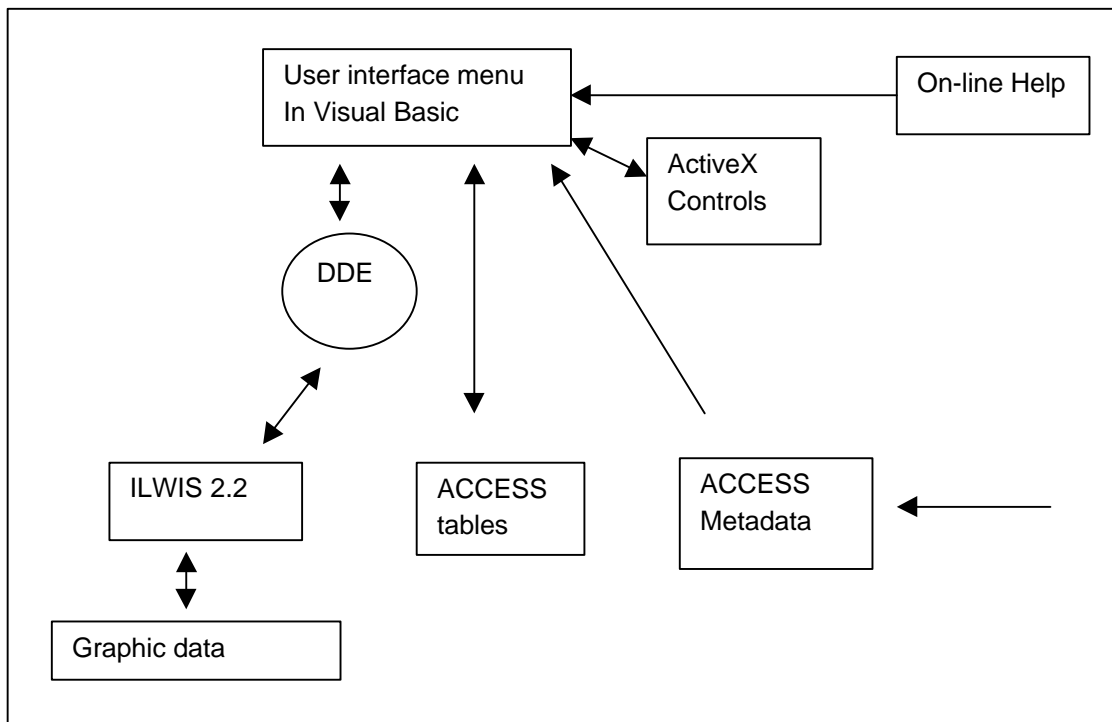 User interface menu
In Visual Basic
On-line Help
ActiveX
Controls
DDE
ILWIS 2.2
ACCESS
tables
ACCESS
Metadata
Graphic data